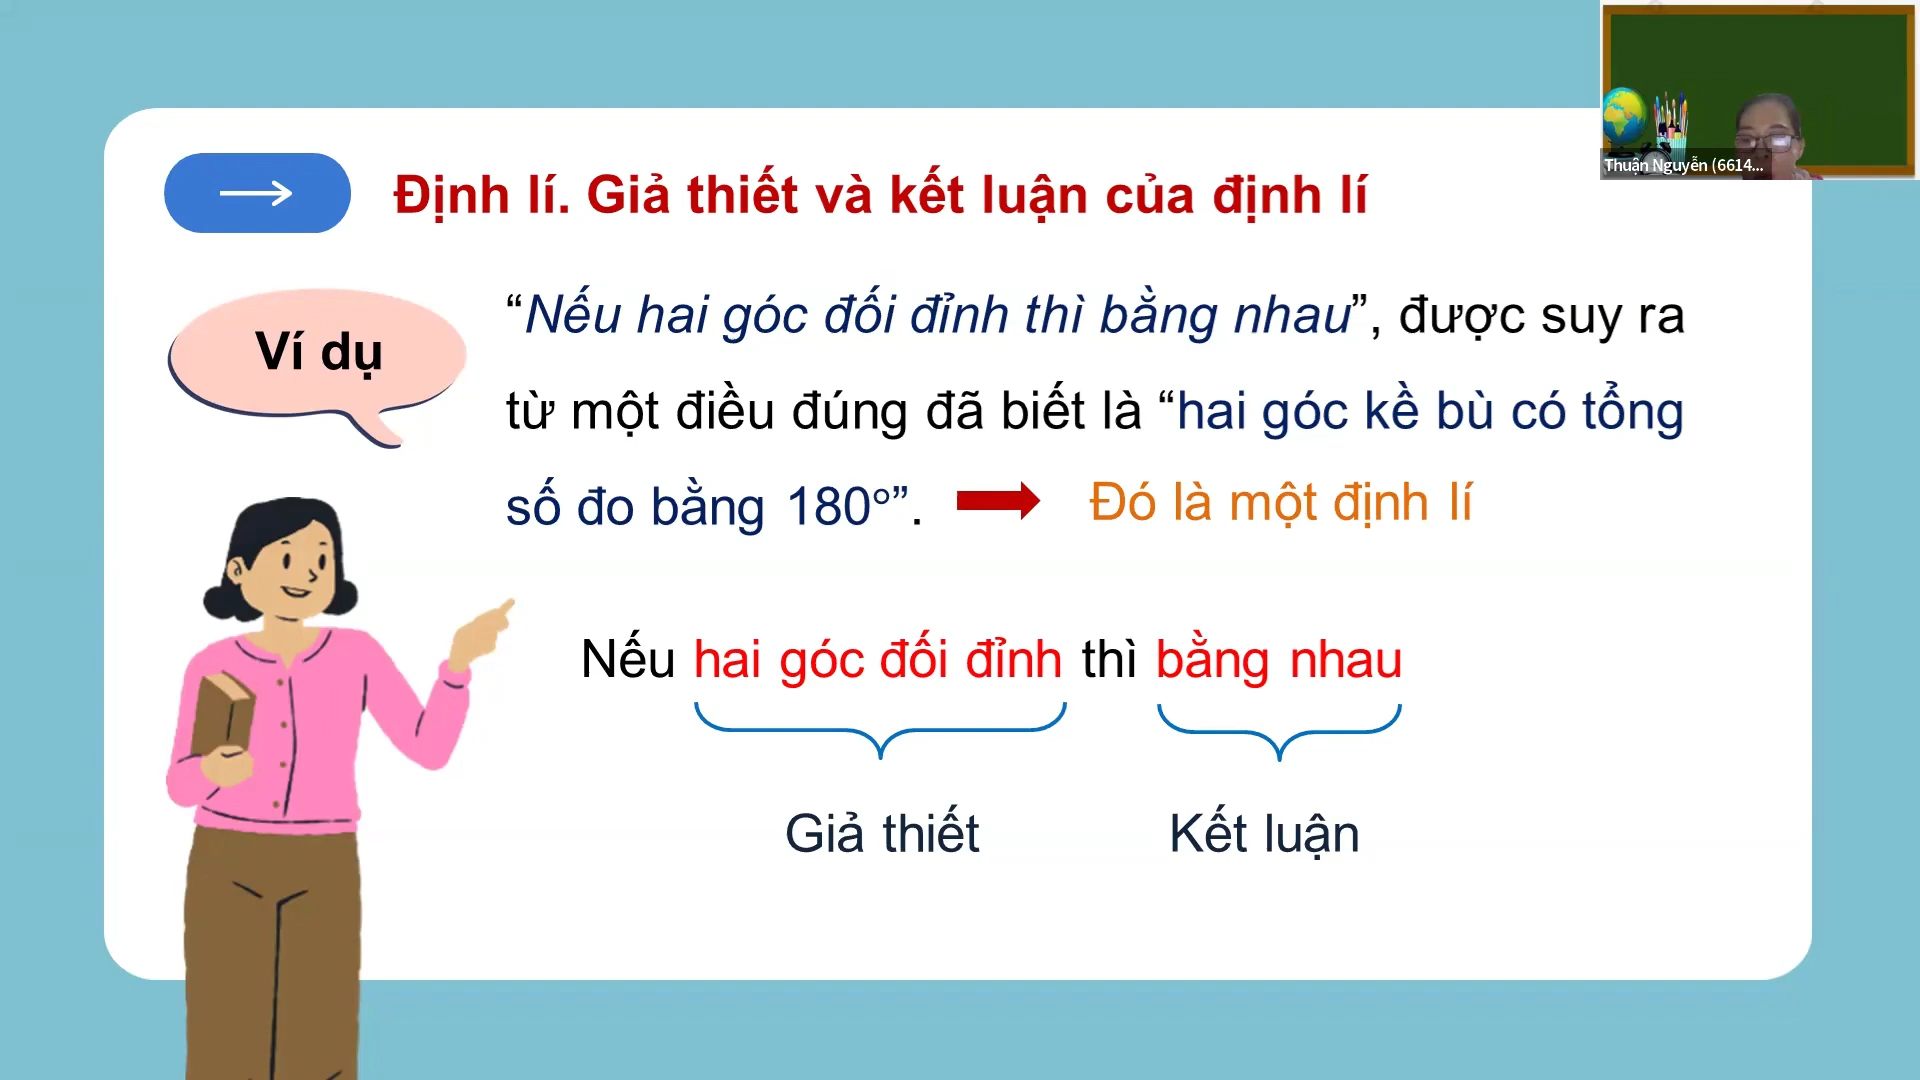 Thuận Nguyễn (6614...
Định lí. Giả thiết và kết luận của định lí
Ví dụ
“Nếu hai góc đối đỉnh thì bằng nhau”, được suy ra
từ một điều đúng đã biết là “hai góc kề bù có tổng
số đo bằng 180°”.
Đó là một định lí
Nếu hai góc đối đỉnh thì bằng nhau
Giả thiết
Kết luận